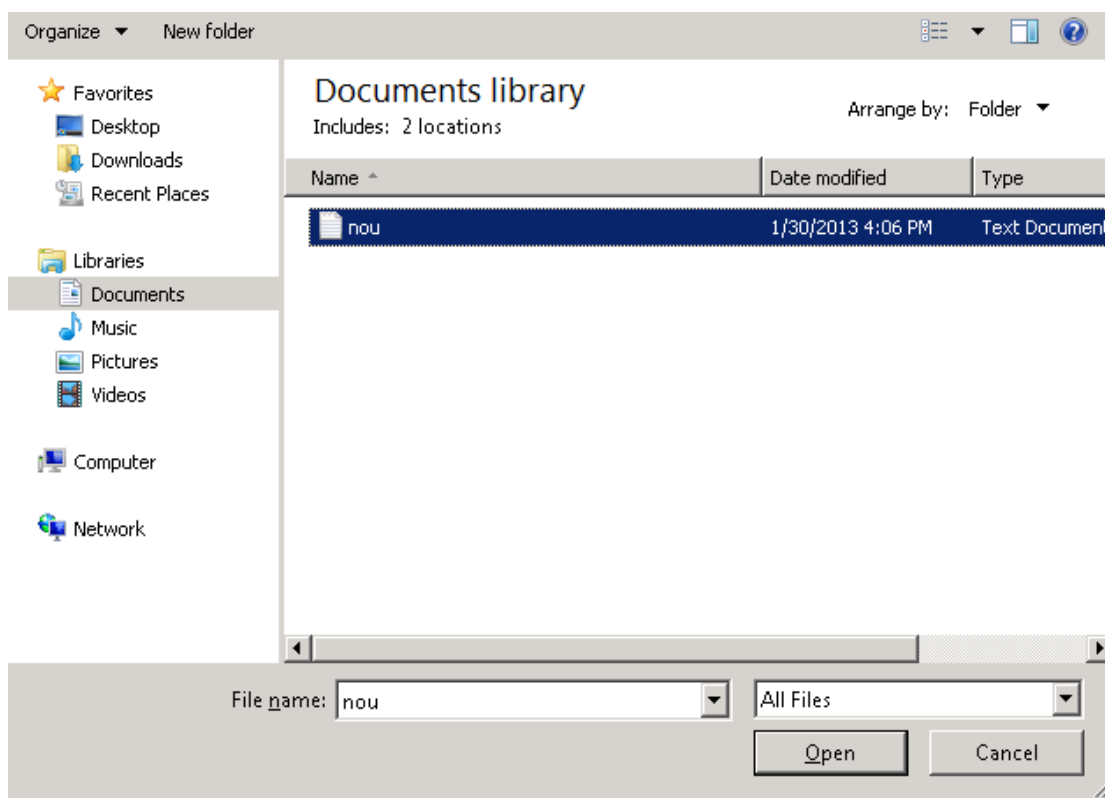 Organize New folder
Favorites
Desktop
Downloads
Recent Places
Libraries
Documents
Music
Pictures
Videos
Computer
Network
Documents library
Includes: 2 locations
Arrange by: Folder
Name Date modified Type
nou 1/30/2013 4:06 PM Text Documen
File name: nou All Files
Open Cancel